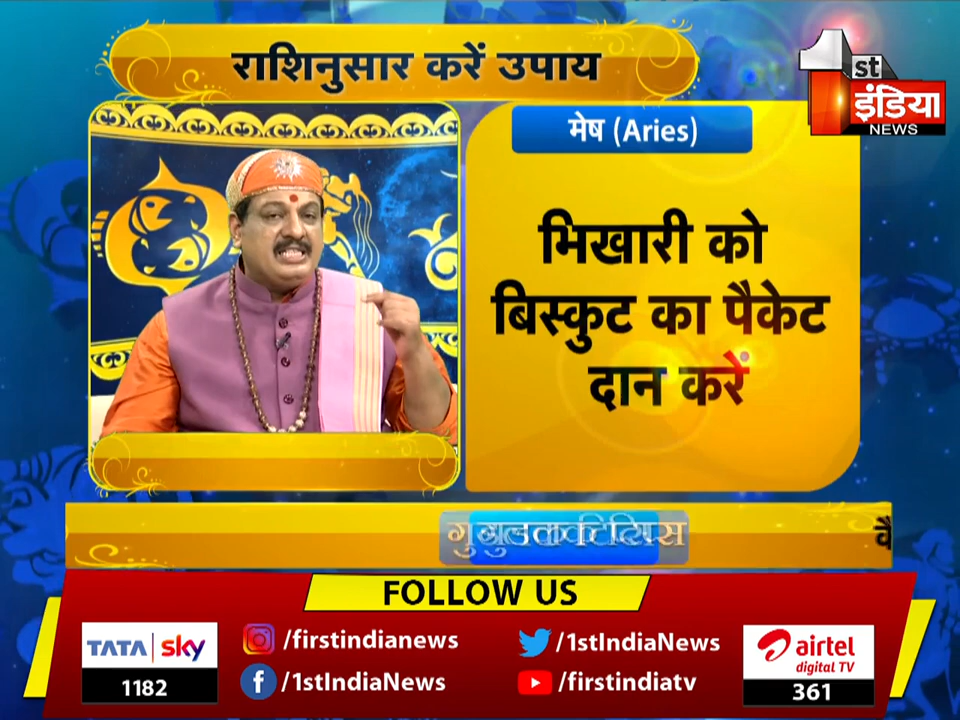 राशिनुसार करें उपाय
1st
इंडिया
NEWS
मेष (Aries)
भिखारी को
बिस्कुट का पैकेट
दान करें
FOLLOW US
TATA sky
1182
/firstindianews
/1stIndiaNews
/1stIndiaNews
/firstindiatv
airtel
digital TV
361